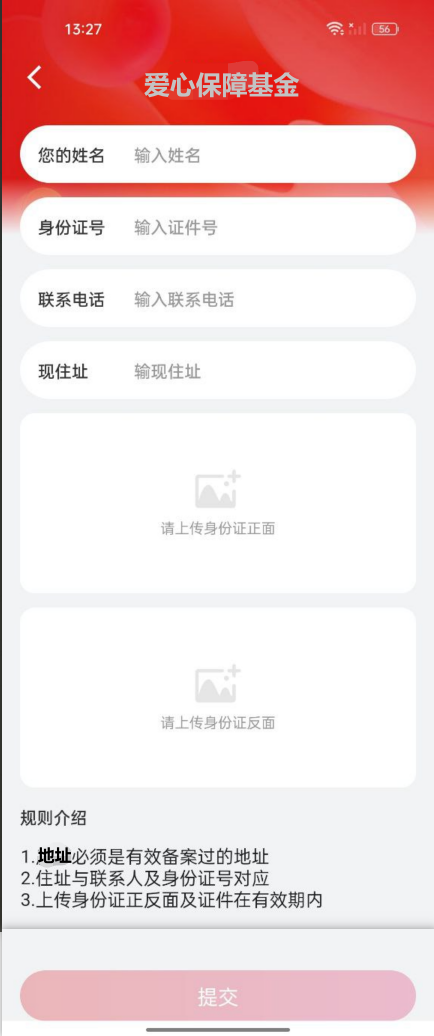 13:27
56
爱心保障基金
您的姓名 输入姓名
身份证号 输入证件号
联系电话 输入联系电话
现住址 输现住址
请上传身份证正面
请上传身份证反面
规则介绍
1.地址必须是有效备案过的地址
2.住址与联系人及身份证号对应
3.上传身份证正反面及证件在有效期内
提交